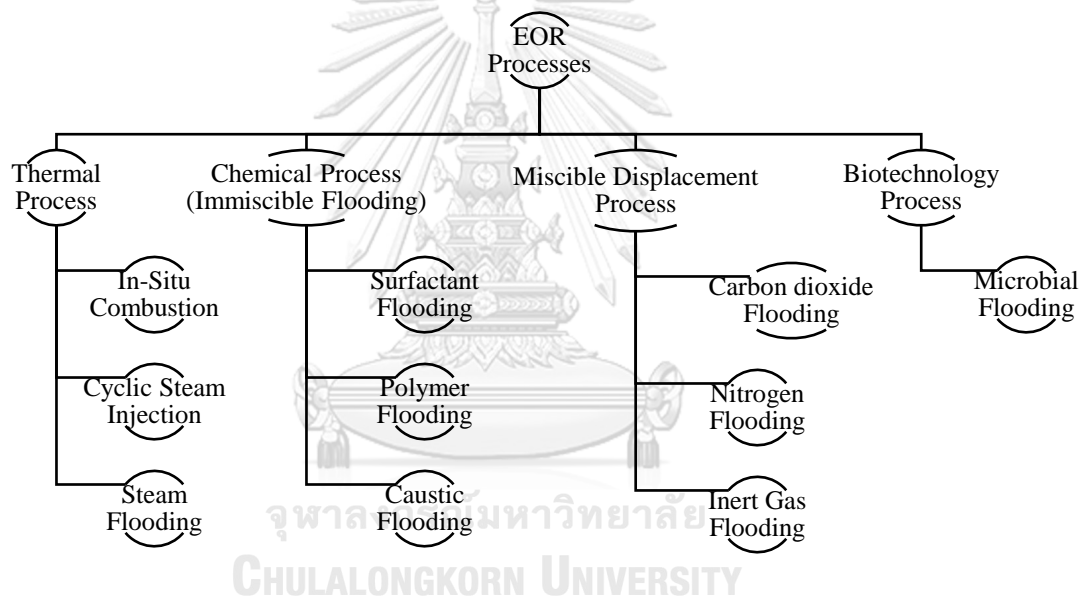 EOR
Processes
Thermal
Process
Chemical Process
(Immiscible Flooding)
Miscible Displacement
Process
Biotechnology
Process
In-Situ
Combustion
Surfactant
Flooding
Carbon dioxide
Flooding
Microbial
Flooding
Cyclic Steam
Injection
Polymer
Flooding
Nitrogen
Flooding
Steam
Flooding
Caustic
Flooding
Inert Gas
Flooding
จุฬาลงกรณ์มหาวิทยาลัย
CHULALONGKORN UNIVERSITY